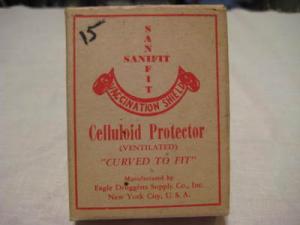 15
SANIFIT
SANIFIT
VACCINATION SHIELD
Celluloid Protector
(VENTILATED)
"CURVED TO FIT"
Manufactured by
Eagle Druggists Supply Co., Inc.
New York City, U. S. A.